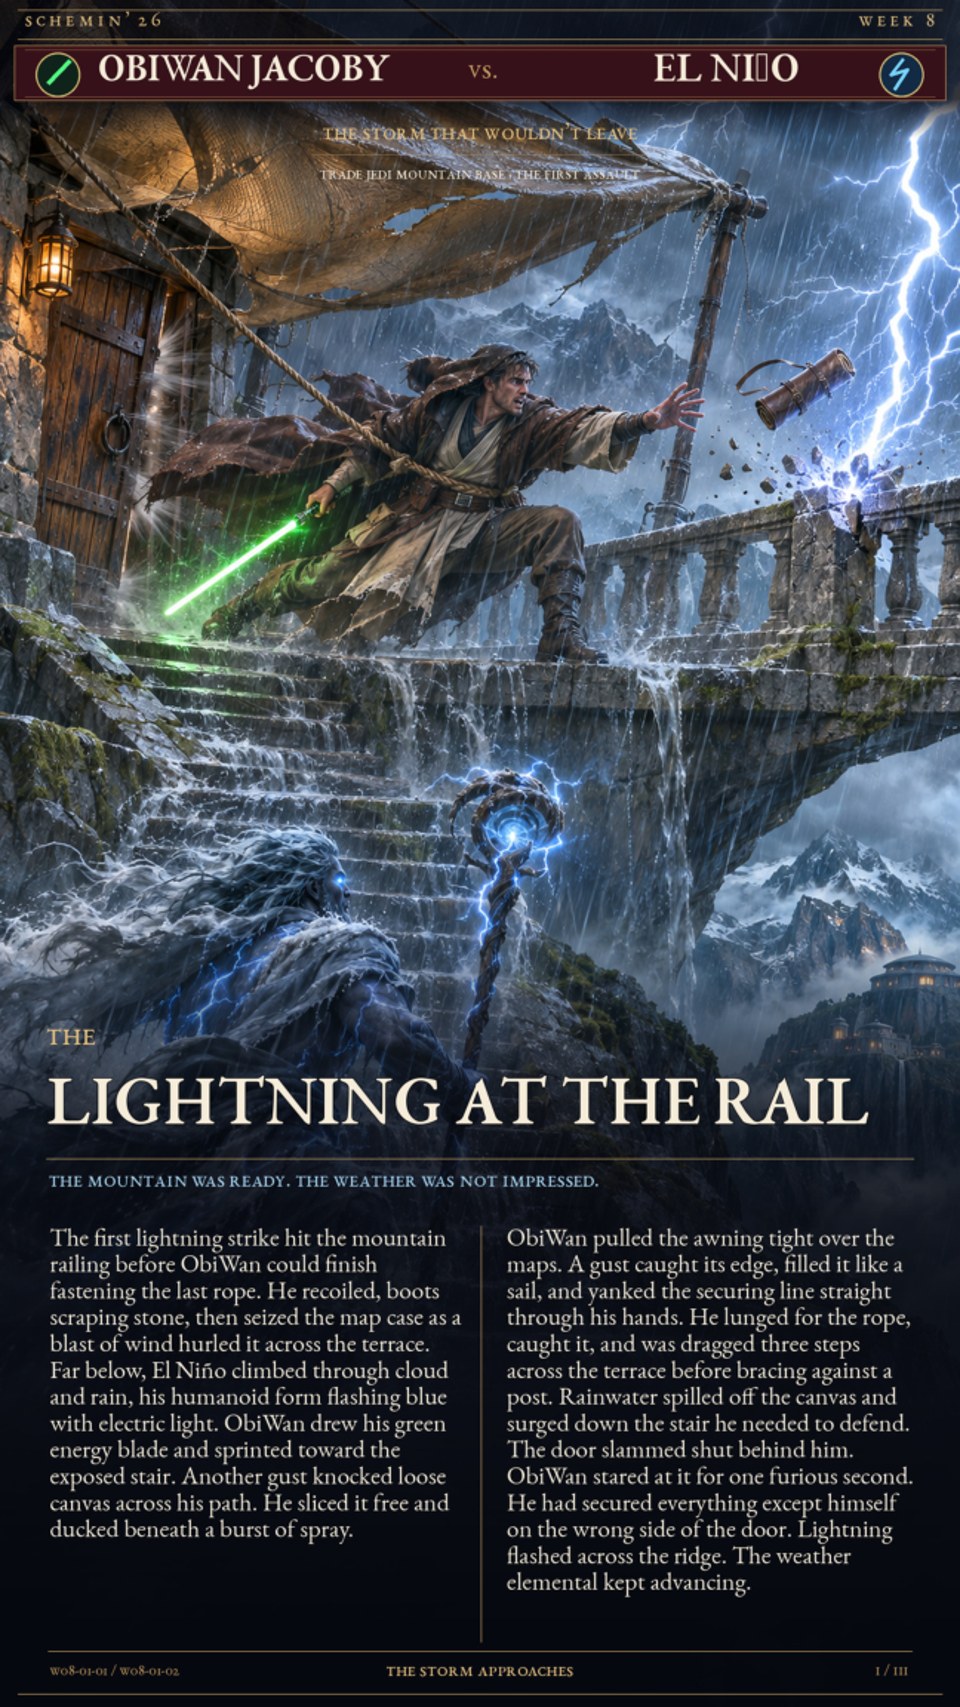 SCHEMIN' 26
WEEK 8
OBIWAN JACOBY
VS.
EL NI▯O
THE STORM THAT WOULDN'T LEAVE
TRADE JEDI MOUNTAIN BASE · THE FIRST ASSAULT
THE
LIGHTNING AT THE RAIL
THE MOUNTAIN WAS READY. THE WEATHER WAS NOT IMPRESSED.
The first lightning strike hit the mountain
railing before ObiWan could finish
fastening the last rope. He recoiled, boots
scraping stone, then seized the map case as a
blast of wind hurled it across the terrace.
Far below, El Niño climbed through cloud
and rain, his humanoid form flashing blue
with electric light. ObiWan drew his green
energy blade and sprinted toward the
exposed stair. Another gust knocked loose
canvas across his path. He sliced it free and
ducked beneath a burst of spray.
ObiWan pulled the awning tight over the
maps. A gust caught its edge, filled it like a
sail, and yanked the securing line straight
through his hands. He lunged for the rope,
caught it, and was dragged three steps
across the terrace before bracing against a
post. Rainwater spilled off the canvas and
surged down the stair he needed to defend.
The door slammed shut behind him.
ObiWan stared at it for one furious second.
He had secured everything except himself
on the wrong side of the door. Lightning
flashed across the ridge. The weather
elemental kept advancing.
W08-01-01 / W08-01-02
THE STORM APPROACHES
I / III